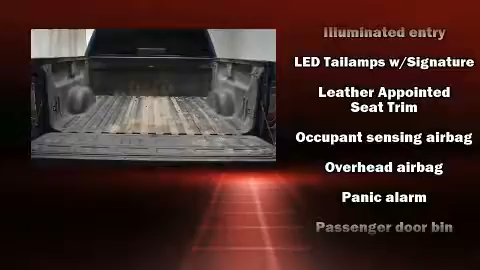 Illuminated entry
LED Tailamps w/Signature
Leather Appointed
Seat Trim
Occupant sensing airbag
Overhead airbag
Panic alarm
Passenger door bin